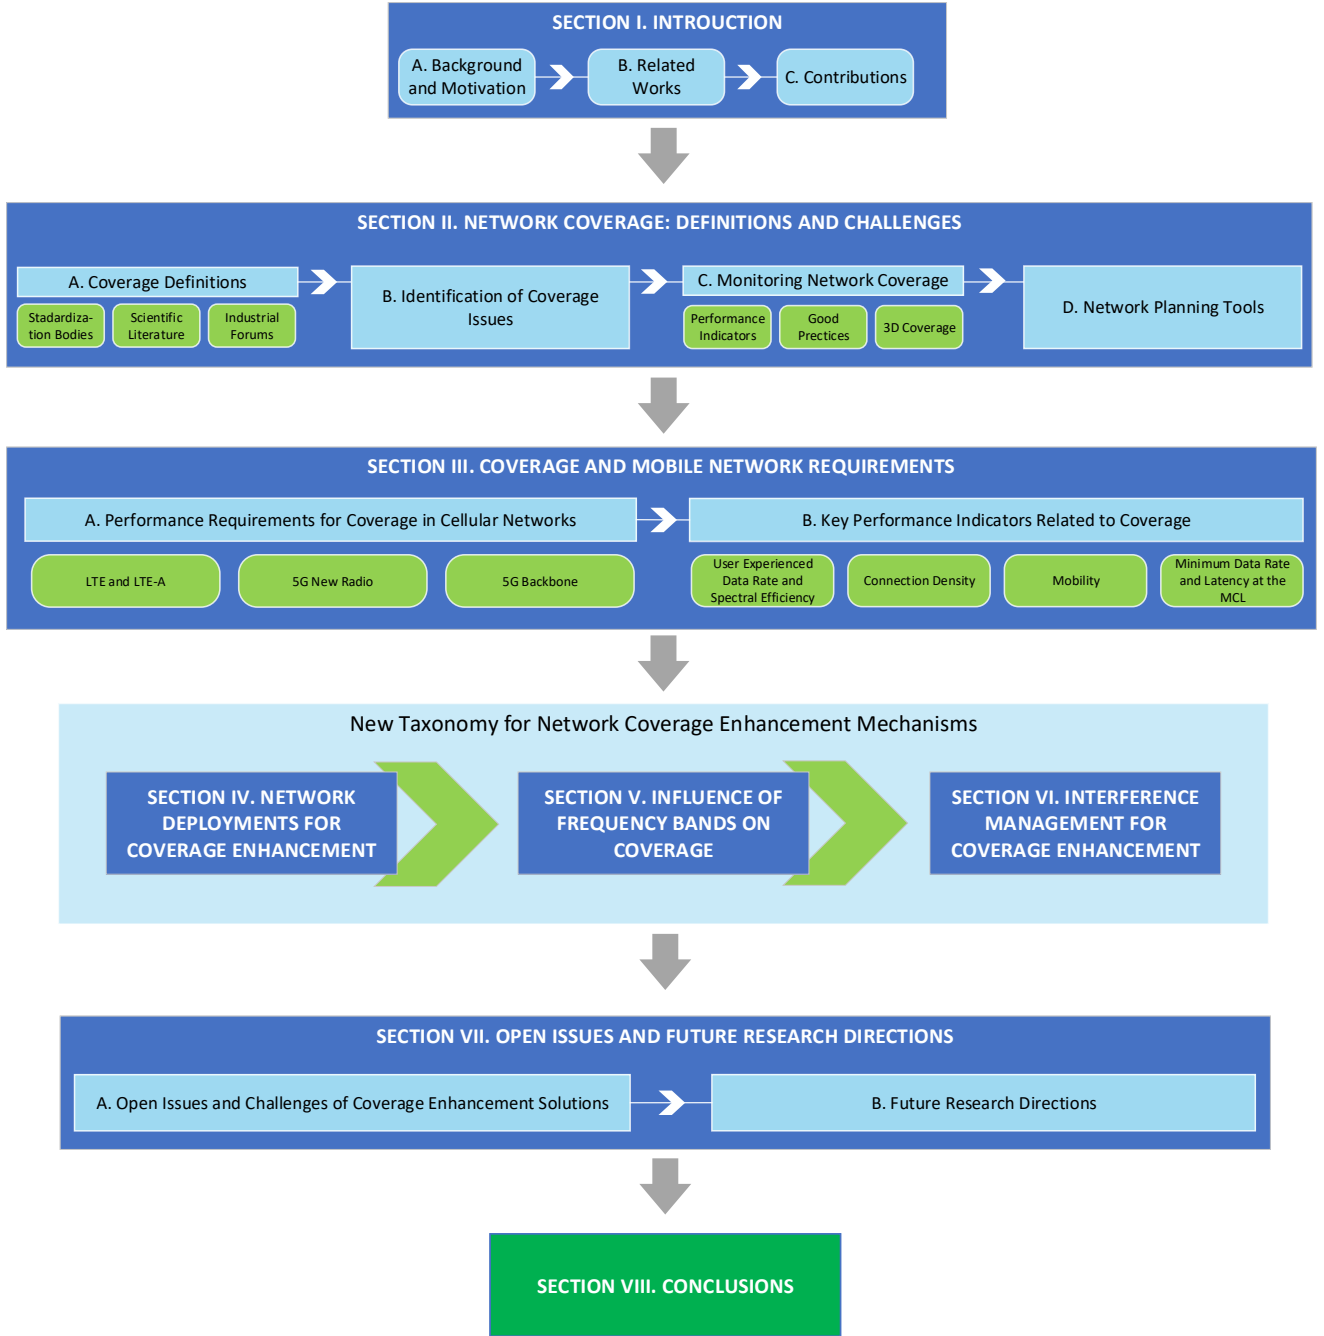 SECTION I. INTROUCTION
A. Background
and Motivation
B. Related
Works
C. Contributions
SECTION II. NETWORK COVERAGE: DEFINITIONS AND CHALLENGES
A. Coverage Definitions
Stadardiza-
tion Bodies
Scientific
Literature
Industrial
Forums
B. Identification of Coverage
Issues
C. Monitoring Network Coverage
Performance
Indicators
Good
Prectices
3D Coverage
D. Network Planning Tools
SECTION III. COVERAGE AND MOBILE NETWORK REQUIREMENTS
A. Performance Requirements for Coverage in Cellular Networks
LTE and LTE-A
5G New Radio
5G Backbone
B. Key Performance Indicators Related to Coverage
User Experienced
Data Rate and
Spectral Efficiency
Connection Density
Mobility
Minimum Data Rate
and Latency at the
MCL
New Taxonomy for Network Coverage Enhancement Mechanisms
SECTION IV. NETWORK
DEPLOYMENTS FOR
COVERAGE ENHANCEMENT
SECTION V. INFLUENCE OF
FREQUENCY BANDS ON
COVERAGE
SECTION VI. INTERFERENCE
MANAGEMENT FOR
COVERAGE ENHANCEMENT
SECTION VII. OPEN ISSUES AND FUTURE RESEARCH DIRECTIONS
A. Open Issues and Challenges of Coverage Enhancement Solutions
B. Future Research Directions
SECTION VIII. CONCLUSIONS